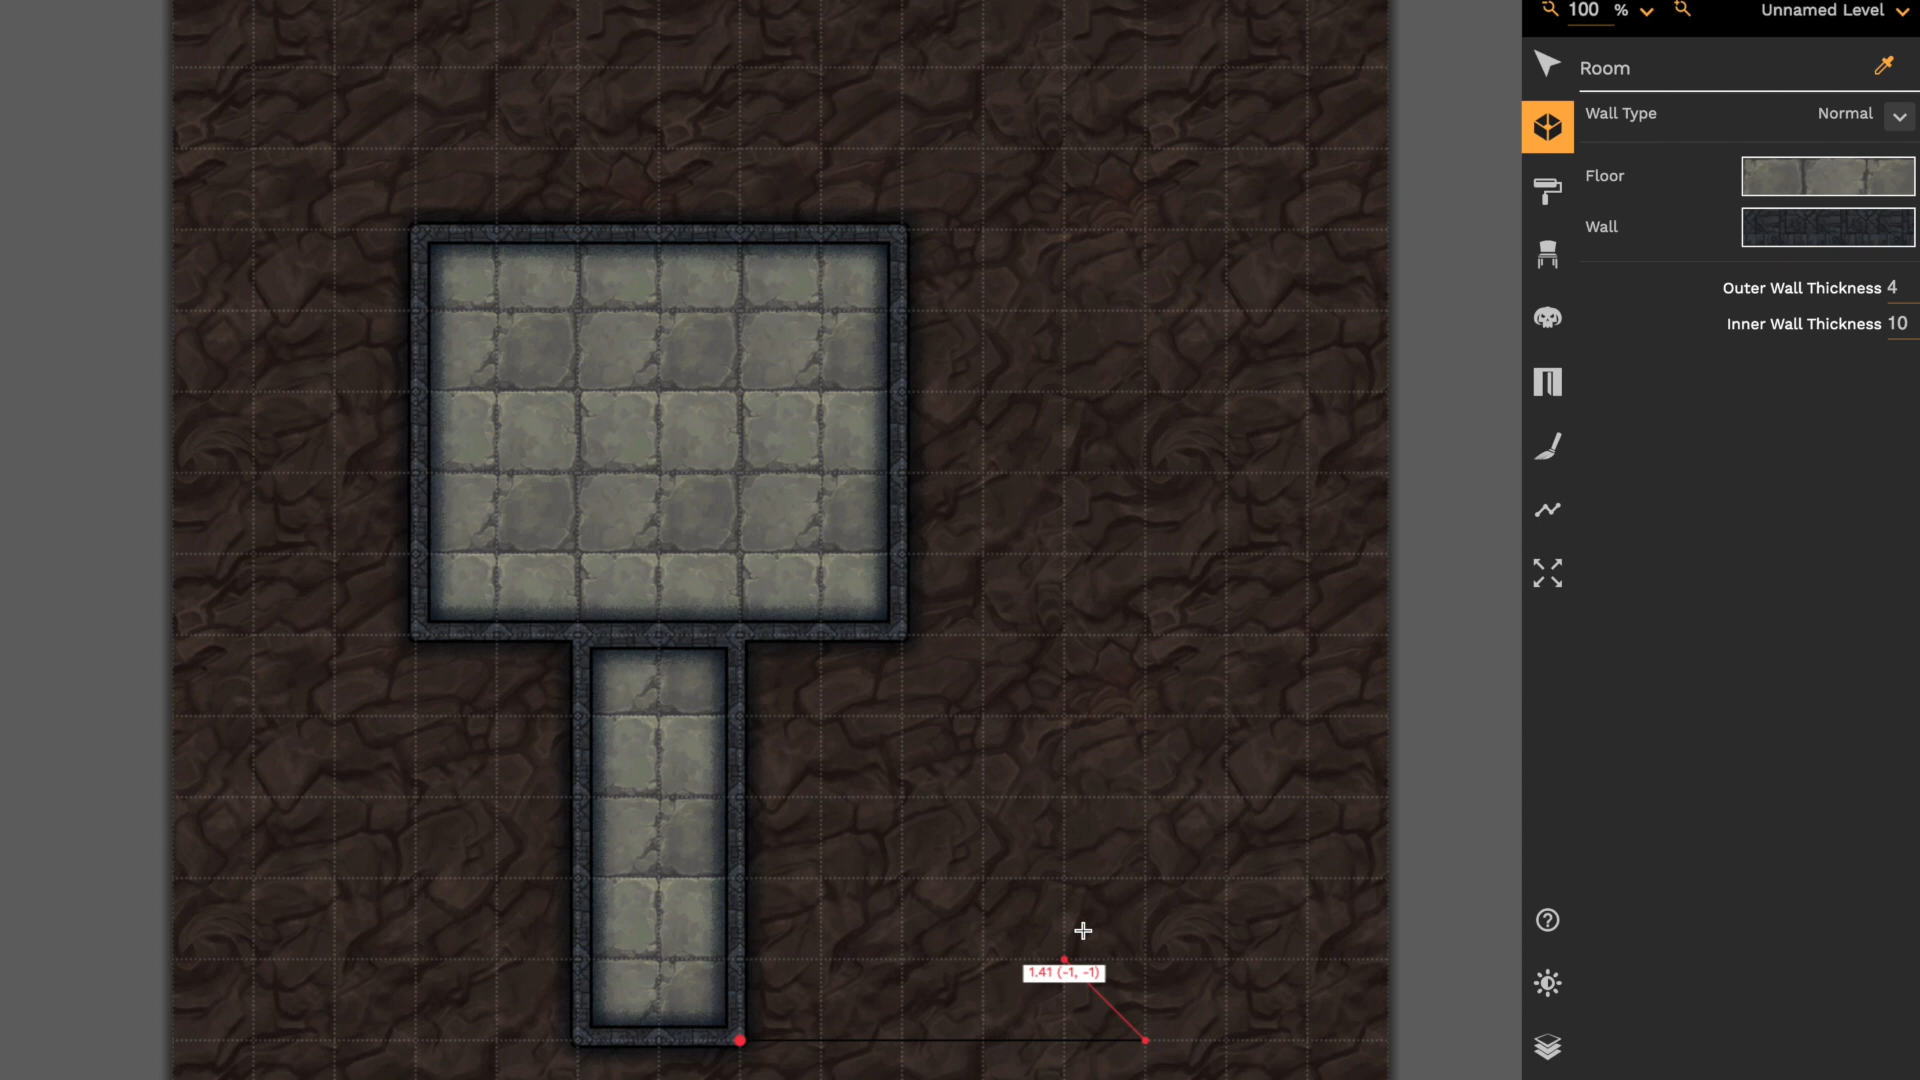 100 %
Unnamed Level
Room
Wall Type
Normal
Floor
Wall
Outer Wall Thickness 4
Inner Wall Thickness 10
1.41 (-1, -1)